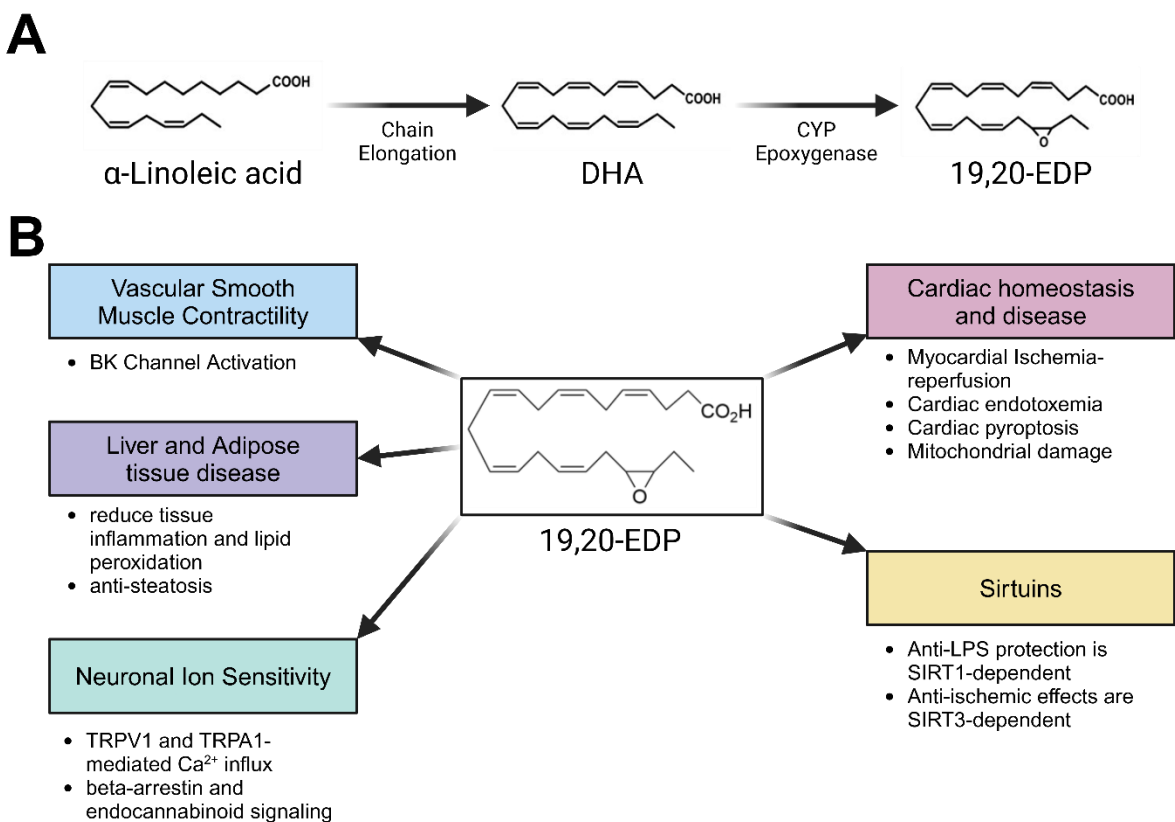 A
COOH
COOH
COOH
O
Chain
Elongation
CYP
Epoxygenase
α-Linoleic acid
DHA
19,20-EDP
B
Vascular Smooth
Muscle Contractility
• BK Channel Activation
Liver and Adipose
tissue disease
• reduce tissue
inflammation and lipid
peroxidation
• anti-steatosis
Neuronal Ion Sensitivity
• TRPV1 and TRPA1-
mediated Ca²⁺ influx
• beta-arrestin and
endocannabinoid signaling
CO₂H
O
19,20-EDP
Cardiac homeostasis
and disease
• Myocardial Ischemia-
reperfusion
• Cardiac endotoxemia
• Cardiac pyroptosis
• Mitochondrial damage
Sirtuins
• Anti-LPS protection is
SIRT1-dependent
• Anti-ischemic effects are
SIRT3-dependent